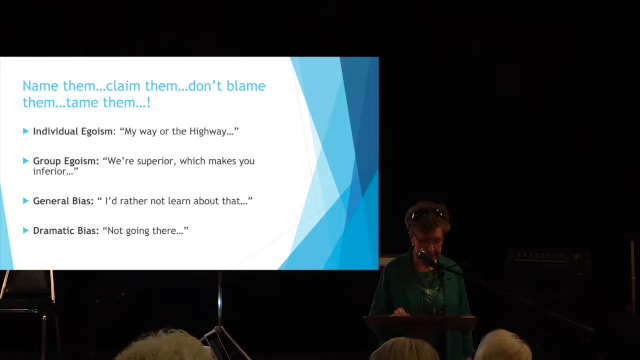 Name them…claim them…don't blame
them…tame them…!
Individual Egoism: "My way or the Highway…"
Group Egoism: "We're superior, which makes you
inferior…"
General Bias: " I'd rather not learn about that…"
Dramatic Bias: "Not going there…"